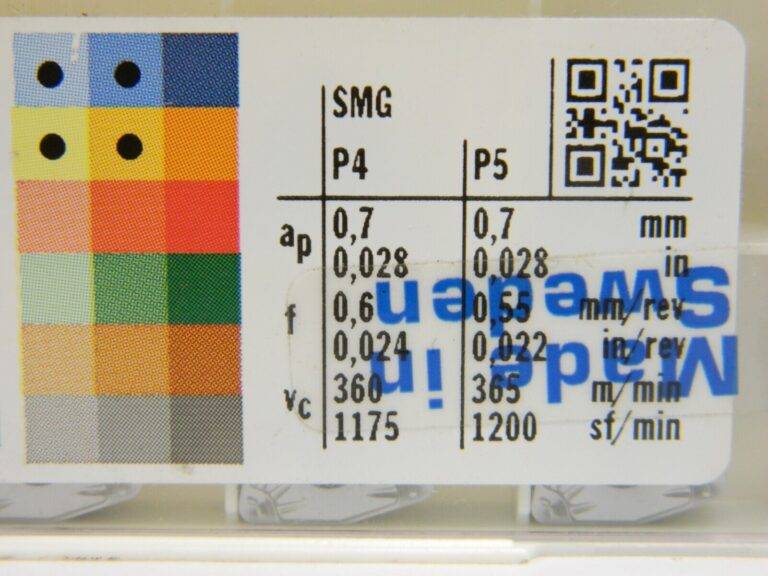 SMG
P4 P5
ap 0,7 0,7 mm
0,028 0,028 in
f 0,6 0,55 mm/rev
0,024 0,022 in/rev
vc 360 365 m/min
1175 1200 sf/min
Made in
Sweden